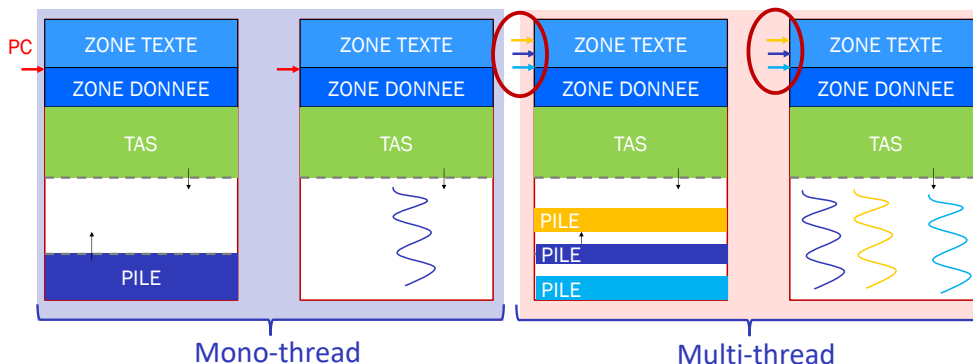 PC
ZONE TEXTE
ZONE DONNEE
TAS
PILE
ZONE TEXTE
ZONE DONNEE
TAS
ZONE TEXTE
ZONE DONNEE
TAS
PILE
PILE
PILE
ZONE TEXTE
ZONE DONNEE
TAS
Mono-thread
Multi-thread